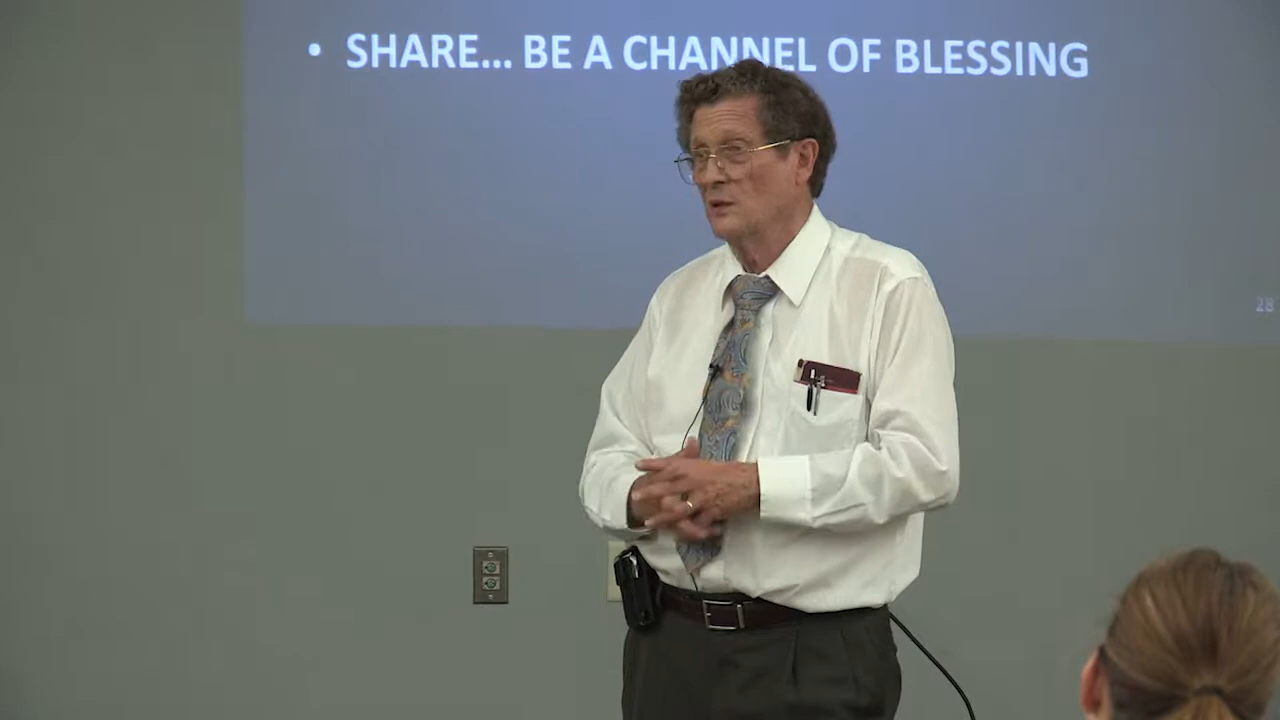 • SHARE... BE A CHANNEL OF BLESSING
28